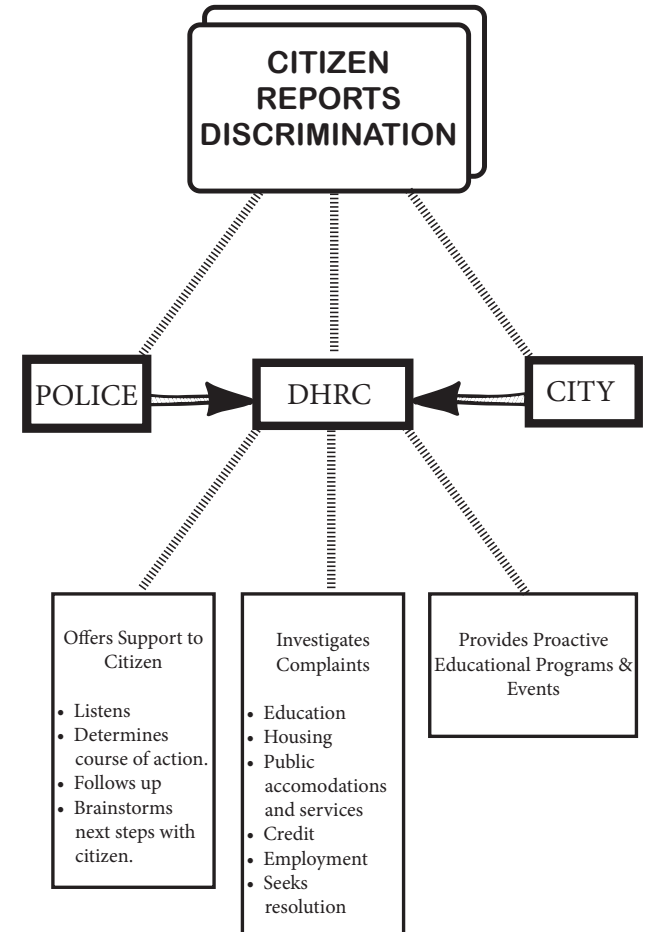 CITIZEN
REPORTS
DISCRIMINATION
POLICE
DHRC
CITY
Offers Support to
Citizen
• Listens
• Determines
course of action.
• Follows up
• Brainstorms
next steps with
citizen.
Investigates
Complaints
• Education
• Housing
• Public
accomodations
and services
• Credit
• Employment
• Seeks
resolution
Provides Proactive
Educational Programs &
Events